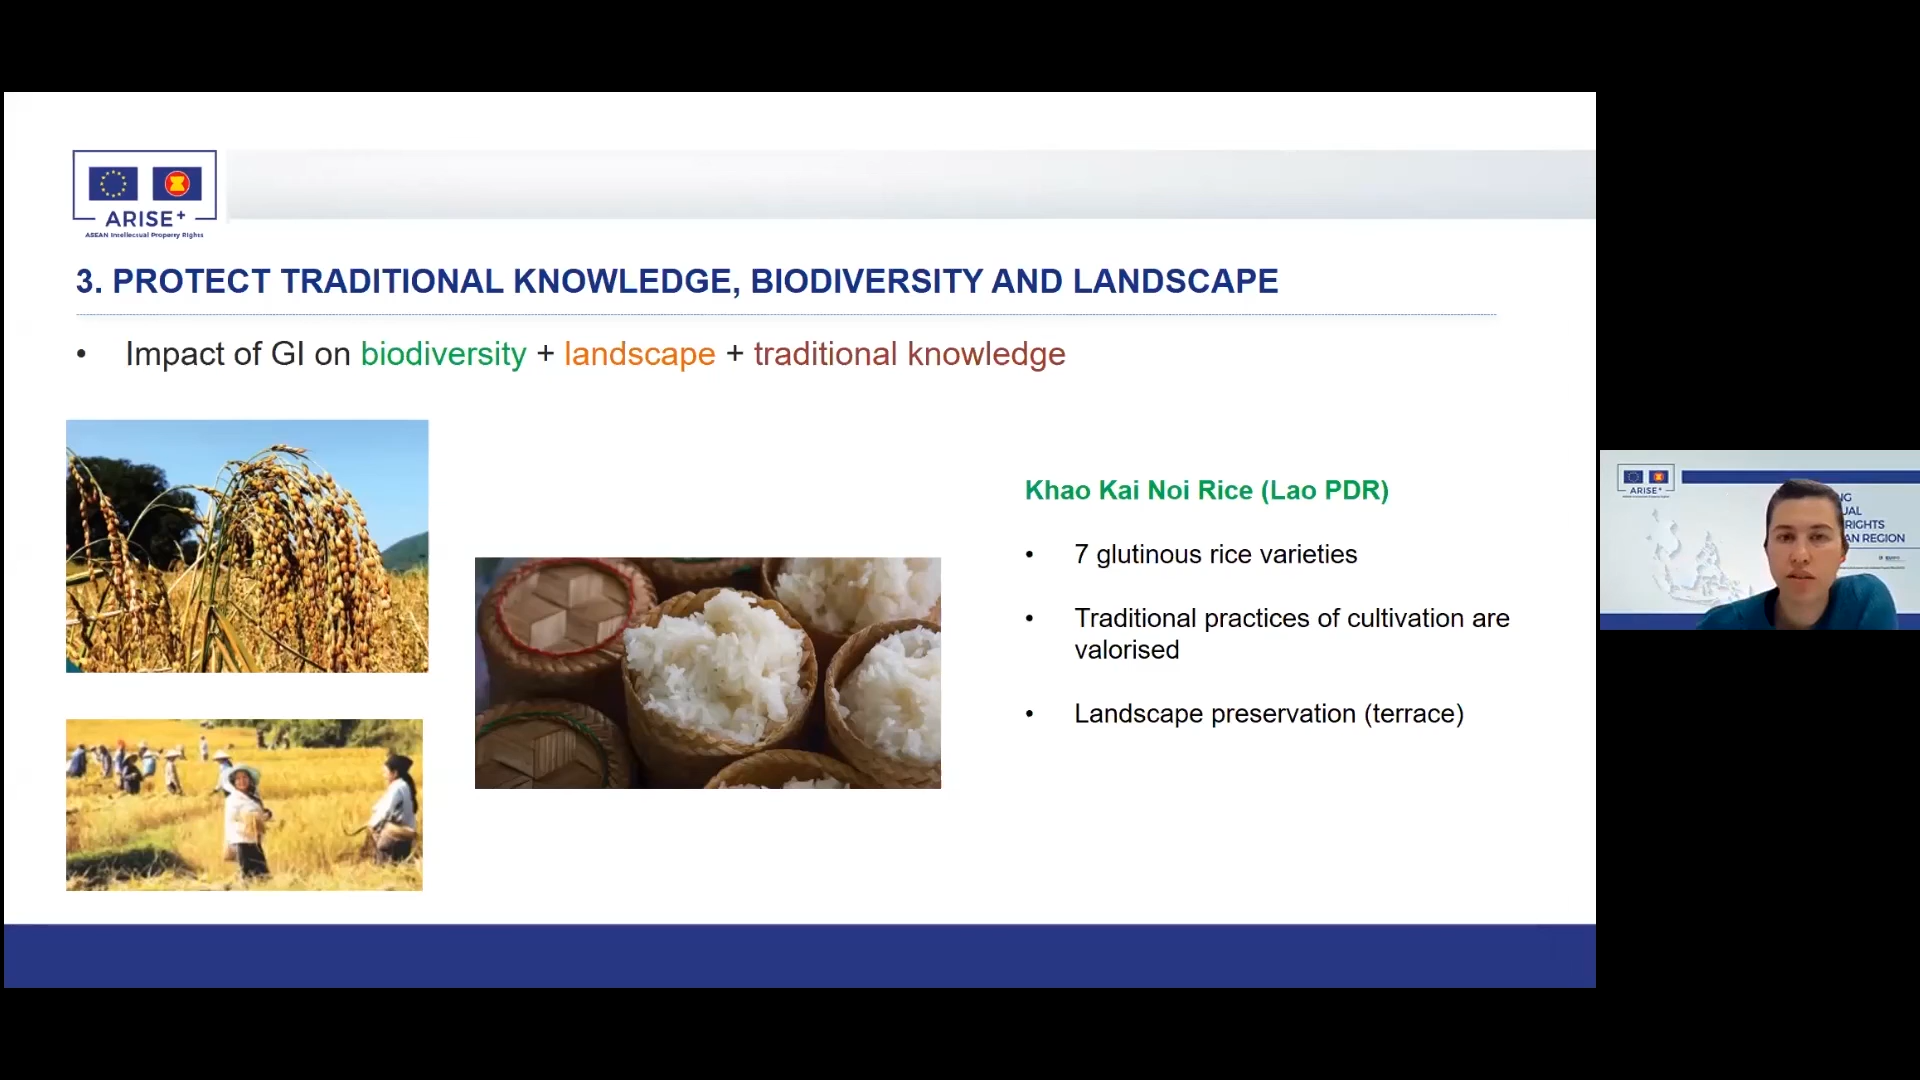 ARISE+
ASEAN Intellectual Property Rights
3. PROTECT TRADITIONAL KNOWLEDGE, BIODIVERSITY AND LANDSCAPE
• Impact of GI on biodiversity + landscape + traditional knowledge
Khao Kai Noi Rice (Lao PDR)
• 7 glutinous rice varieties
• Traditional practices of cultivation are
valorised
• Landscape preservation (terrace)
ARISE+
RIGHTS
REGION